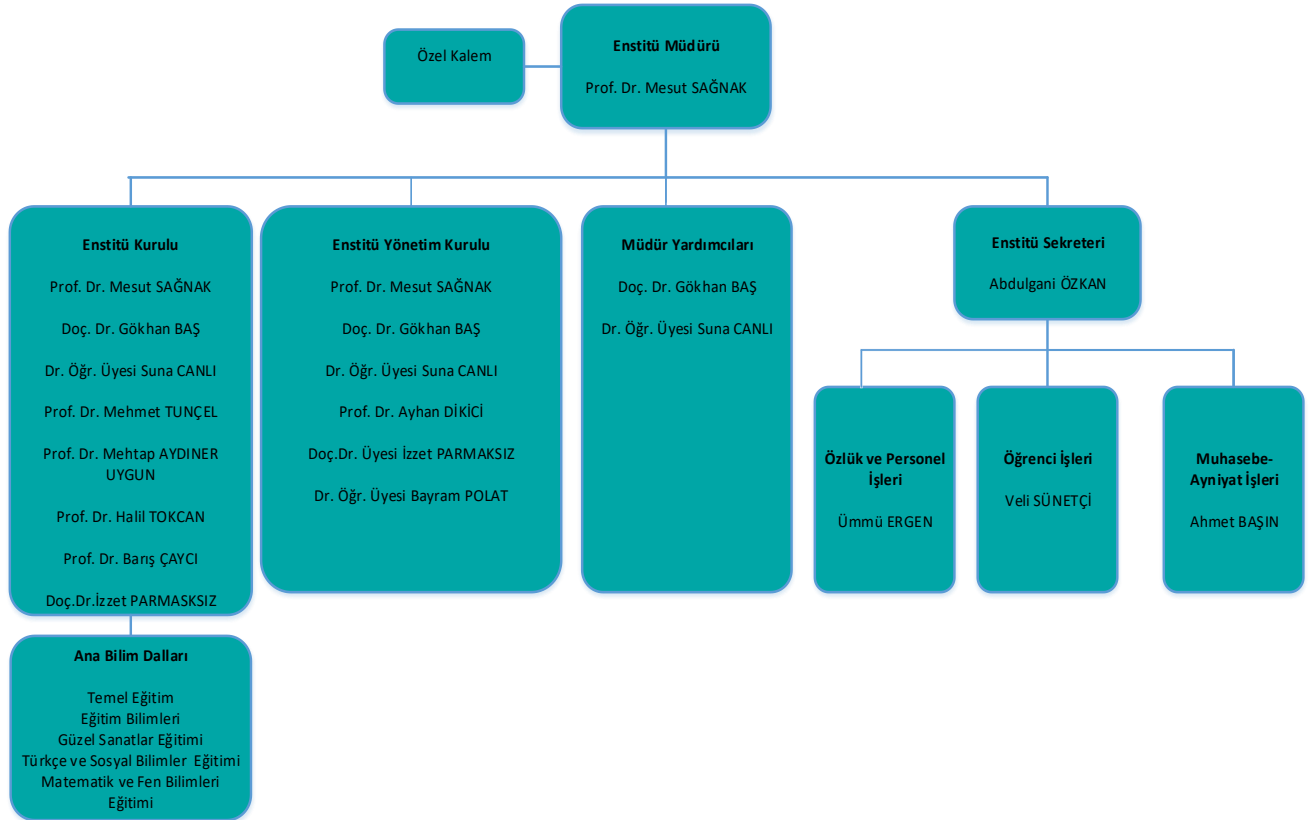 Özel Kalem
Enstitü Müdürü
Prof. Dr. Mesut SAĞNAK
Enstitü Kurulu
Prof. Dr. Mesut SAĞNAK
Doç. Dr. Gökhan BAŞ
Dr. Öğr. Üyesi Suna CANLI
Prof. Dr. Mehmet TUNÇEL
Prof. Dr. Mehtap AYDINER
UYGUN
Prof. Dr. Halil TOKCAN
Prof. Dr. Barış ÇAYCI
Doç.Dr.İzzet PARMASKSIZ
Enstitü Yönetim Kurulu
Prof. Dr. Mesut SAĞNAK
Doç. Dr. Gökhan BAŞ
Dr. Öğr. Üyesi Suna CANLI
Prof. Dr. Ayhan DİKİCİ
Doç.Dr. Üyesi İzzet PARMAKSIZ
Dr. Öğr. Üyesi Bayram POLAT
Müdür Yardımcıları
Doç. Dr. Gökhan BAŞ
Dr. Öğr. Üyesi Suna CANLI
Enstitü Sekreteri
Abdulgani ÖZKAN
Özlük ve Personel
İşleri
Ümmü ERGEN
Öğrenci İşleri
Veli SÜNETÇİ
Muhasebe-
Ayniyat İşleri
Ahmet BAŞIN
Ana Bilim Dalları
Temel Eğitim
Eğitim Bilimleri
Güzel Sanatlar Eğitimi
Türkçe ve Sosyal Bilimler Eğitimi
Matematik ve Fen Bilimleri
Eğitimi